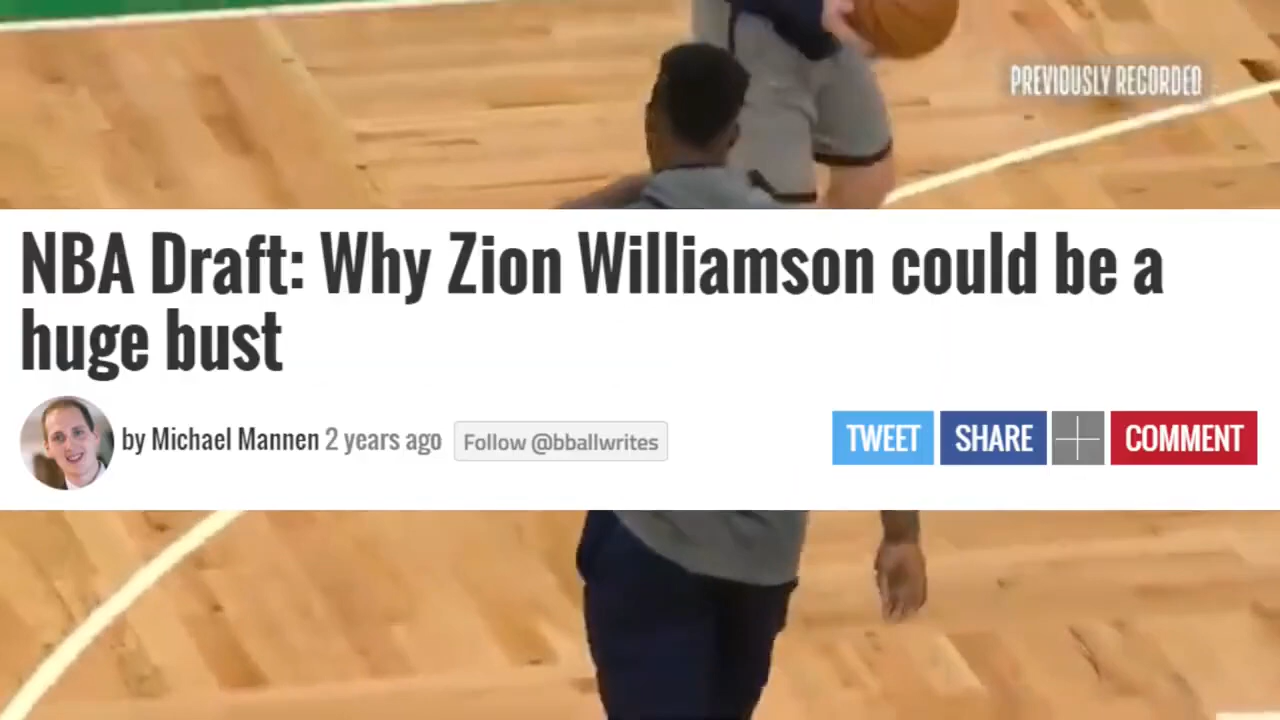 PREVIOUSLY RECORDED
NBA Draft: Why Zion Williamson could be a
huge bust
by Michael Mannen 2 years ago Follow @bballwrites TWEET SHARE COMMENT